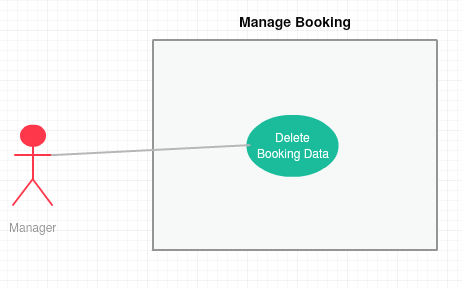 Manage Booking
Delete
Booking Data
Manager